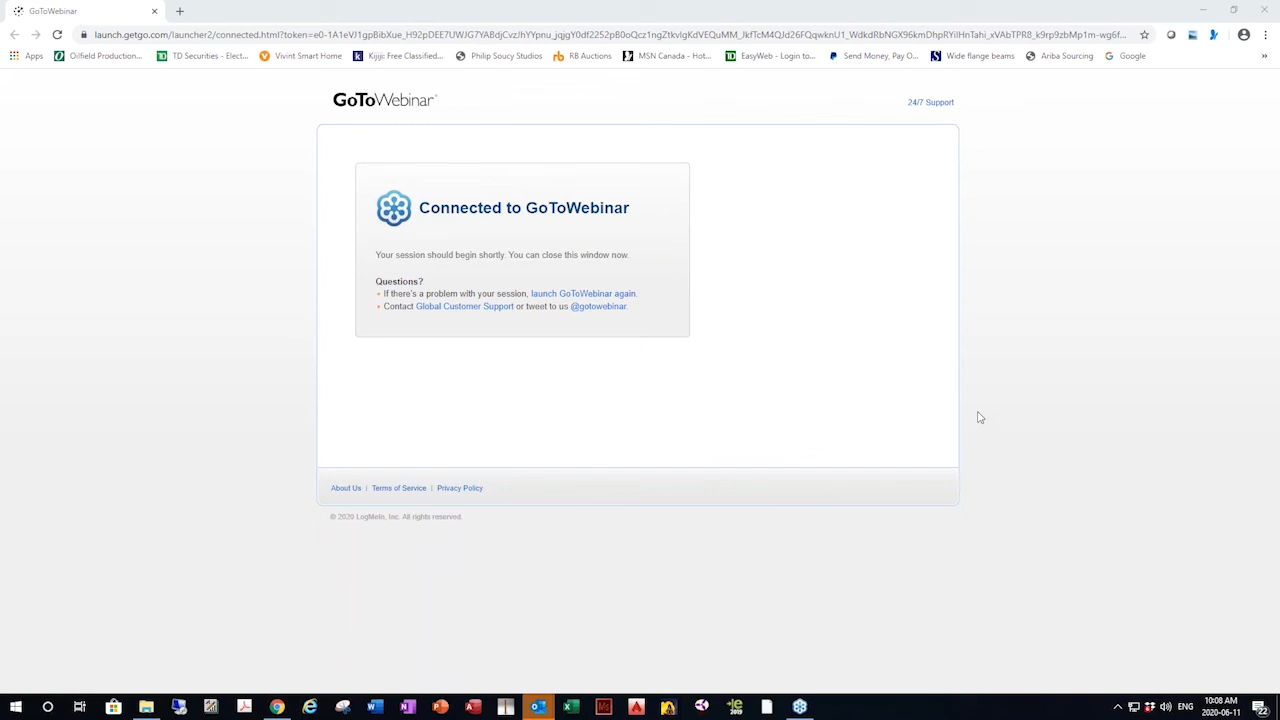 GoToWebinar
launch.getgo.com/launcher2/connected.html?token=
Apps Oilfield Production... TD Securities - Elect... Vivint Smart Home Kijiji: Free Classified... Philip Soucy Studios RB Auctions MSN Canada - Hot... EasyWeb - Login to... Send Money, Pay O... Wide flange beams Ariba Sourcing Google »
GoToWebinar
24/7 Support
Connected to GoToWebinar
Your session should begin shortly. You can close this window now.
Questions?
• If there's a problem with your session, launch GoToWebinar again.
• Contact Global Customer Support or tweet to us @gotowebinar.
About Us | Terms of Service | Privacy Policy
© 2020 LogMeIn, Inc. All rights reserved.
ENG
10:08 AM
2020-06-11